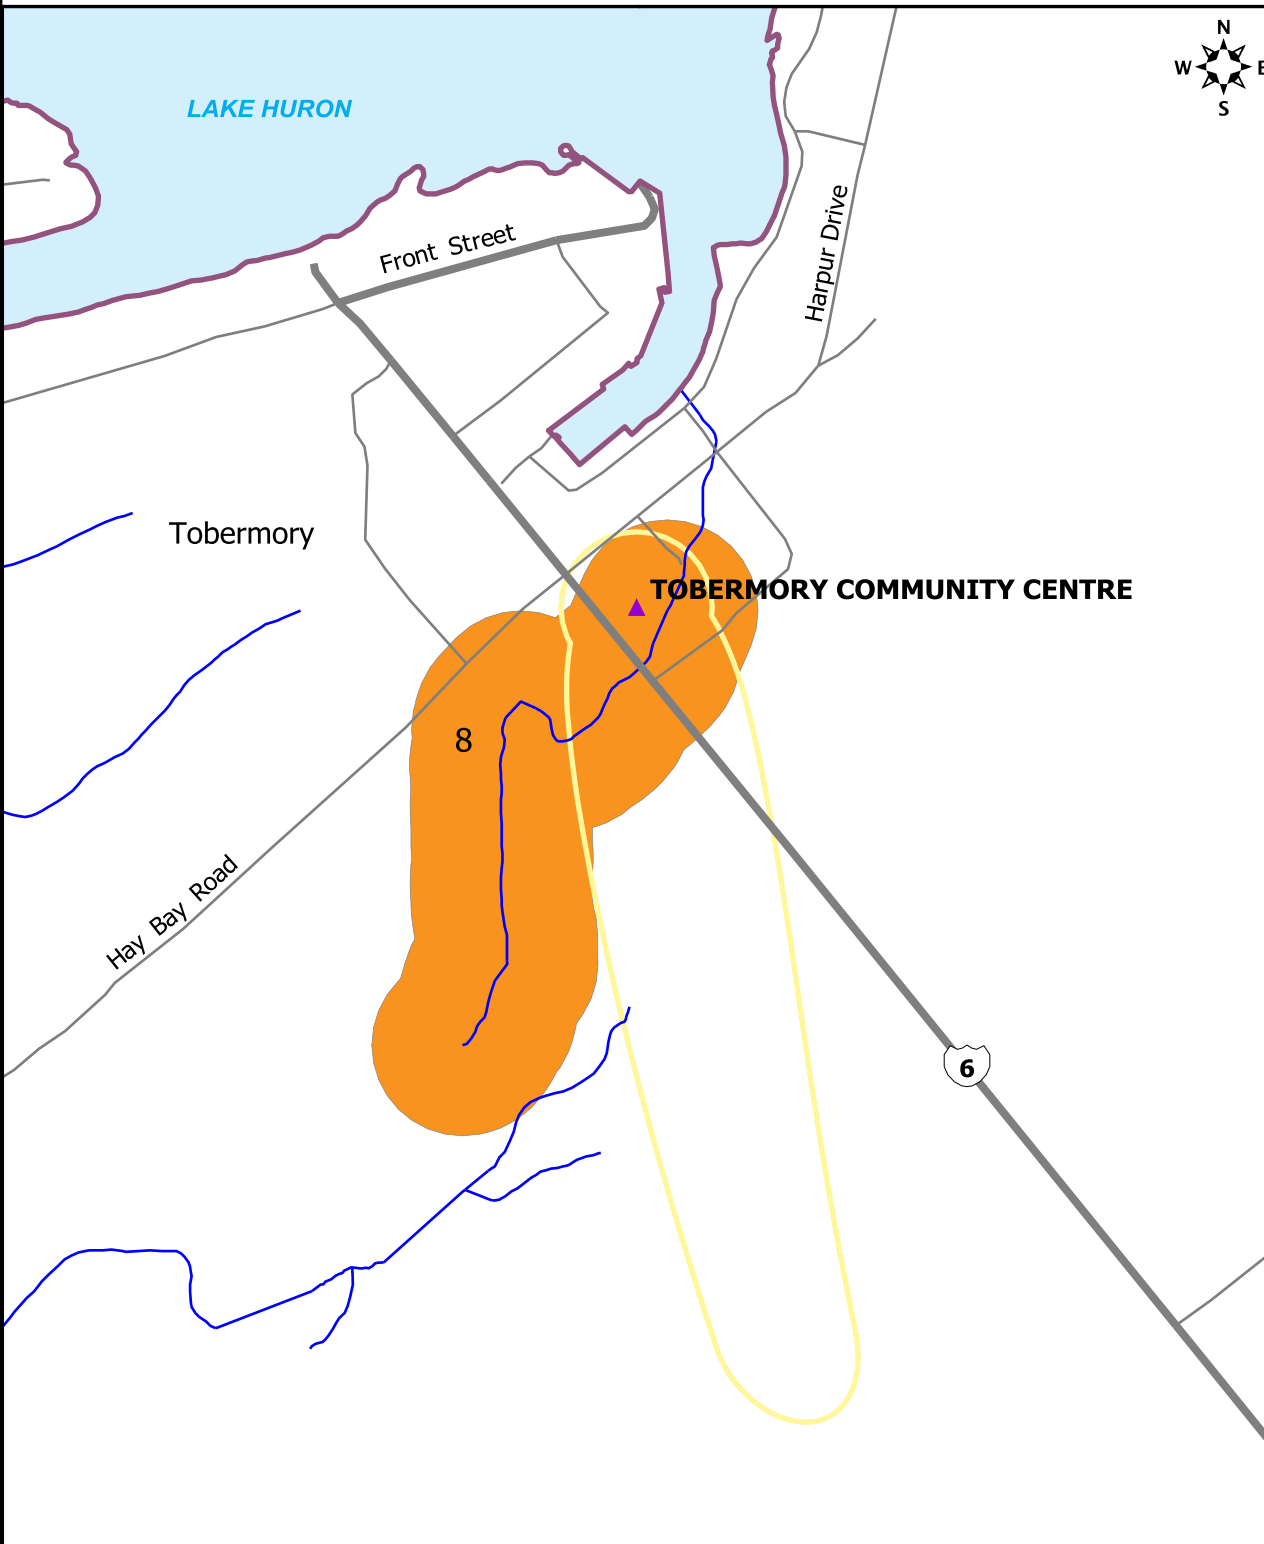 N
W E
S
LAKE HURON
Front Street
Harpur Drive
Tobermory
TOBERMORY COMMUNITY CENTRE
8
Hay Bay Road
6